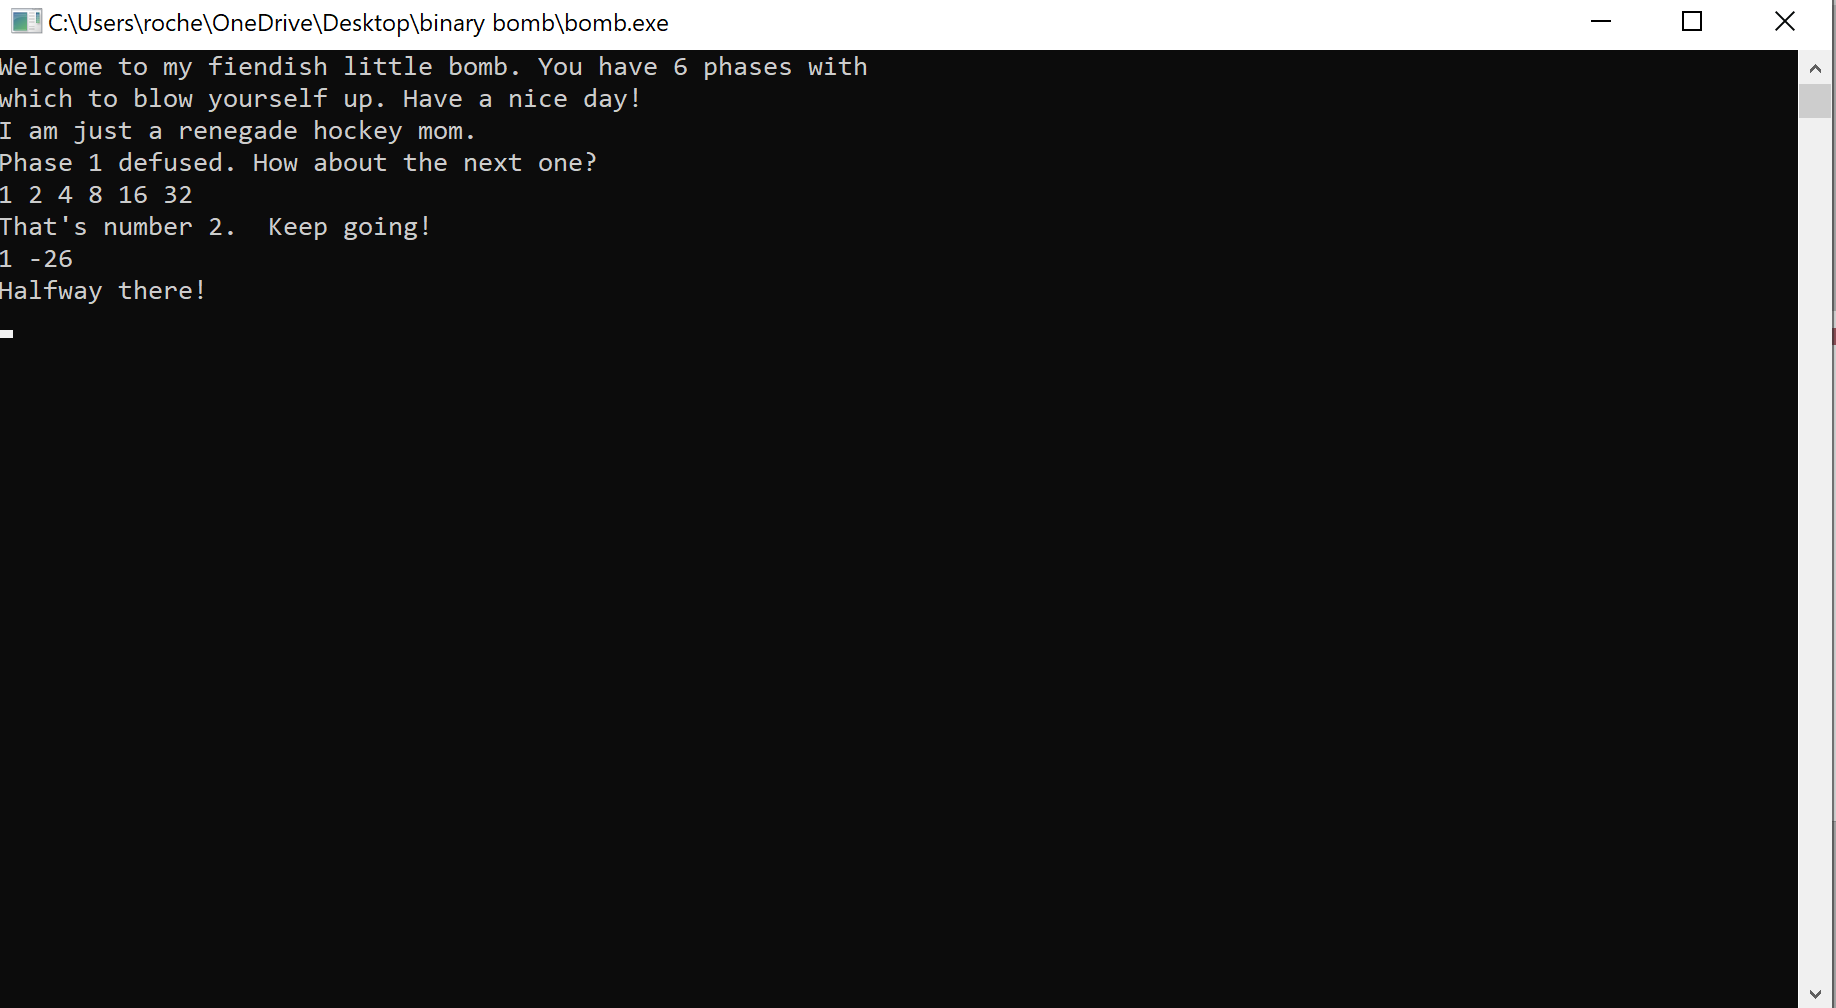 C:\Users\roche\OneDrive\Desktop\binary bomb\bomb.exe
Welcome to my fiendish little bomb. You have 6 phases with
which to blow yourself up. Have a nice day!
I am just a renegade hockey mom.
Phase 1 defused. How about the next one?
1 2 4 8 16 32
That's number 2.  Keep going!
1 -26
Halfway there!